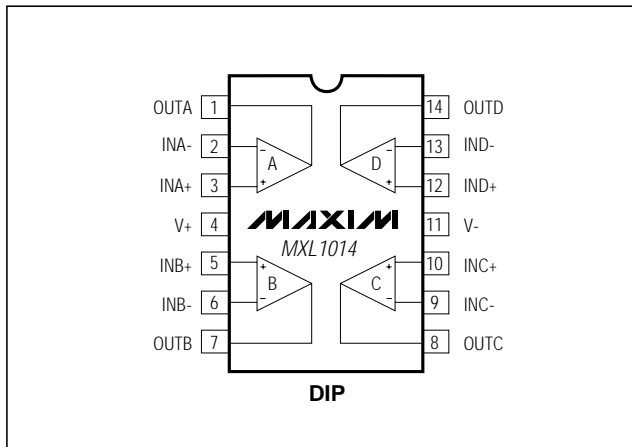 OUTA 1 14 OUTD
INA- 2 - - 13 IND-
A D
INA+ 3 + + 12 IND+
V+ 4 MAXIM 11 V-
MXL1014
INB+ 5 + + 10 INC+
B C
INB- 6 - - 9 INC-
OUTB 7 8 OUTC
DIP